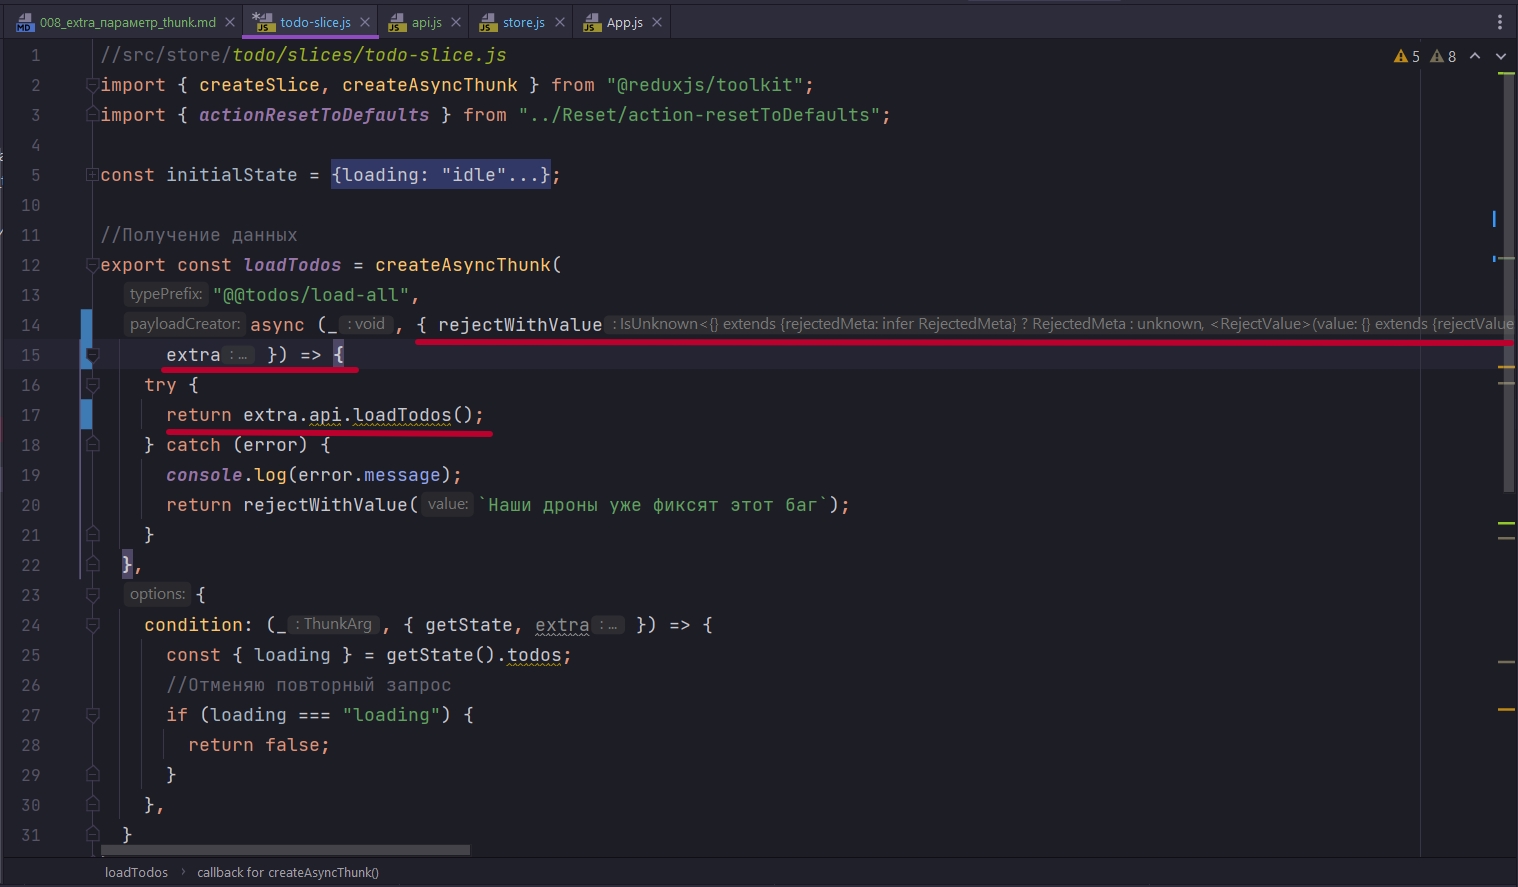 008_extra_параметр_thunk.md todo-slice.js api.js store.js App.js
1 //src/store/todo/slices/todo-slice.js
5 8
2 import { createSlice, createAsyncThunk } from "@reduxjs/toolkit";
3 import { actionResetToDefaults } from "../Reset/action-resetToDefaults";
4
5 const initialState = {loading: "idle"...};
10
11 //Получение данных
12 export const loadTodos = createAsyncThunk(
13 typePrefix: "@@todos/load-all",
14 payloadCreator: async (_ : void , { rejectWithValue : IsUnknown<{} extends {rejectedMeta: infer RejectedMeta} ? RejectedMeta : unknown, <RejectValue>(value: {} extends {rejectValue
15 extra : ... }) => {
16 try {
17 return extra.api.loadTodos();
18 } catch (error) {
19 console.log(error.message);
20 return rejectWithValue( value: `Наши дроны уже фиксят этот баг`);
21 }
22 },
23 options: {
24 condition: (_ : ThunkArg , { getState, extra : ... }) => {
25 const { loading } = getState().todos;
26 //Отменяю повторный запрос
27 if (loading === "loading") {
28 return false;
29 }
30 },
31 }
loadTodos › callback for createAsyncThunk()